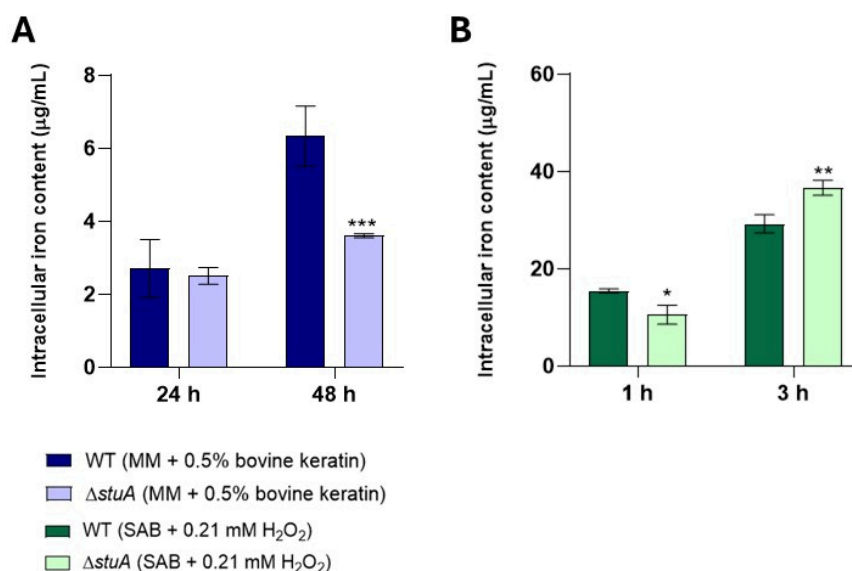 A
Intracellular iron content (µg/mL)
8
6
4
2
0
***
24 h
48 h
B
Intracellular iron content (µg/mL)
60
40
20
0
*
**
1 h
3 h
WT (MM + 0.5% bovine keratin)
ΔstuA (MM + 0.5% bovine keratin)
WT (SAB + 0.21 mM H₂O₂)
ΔstuA (SAB + 0.21 mM H₂O₂)